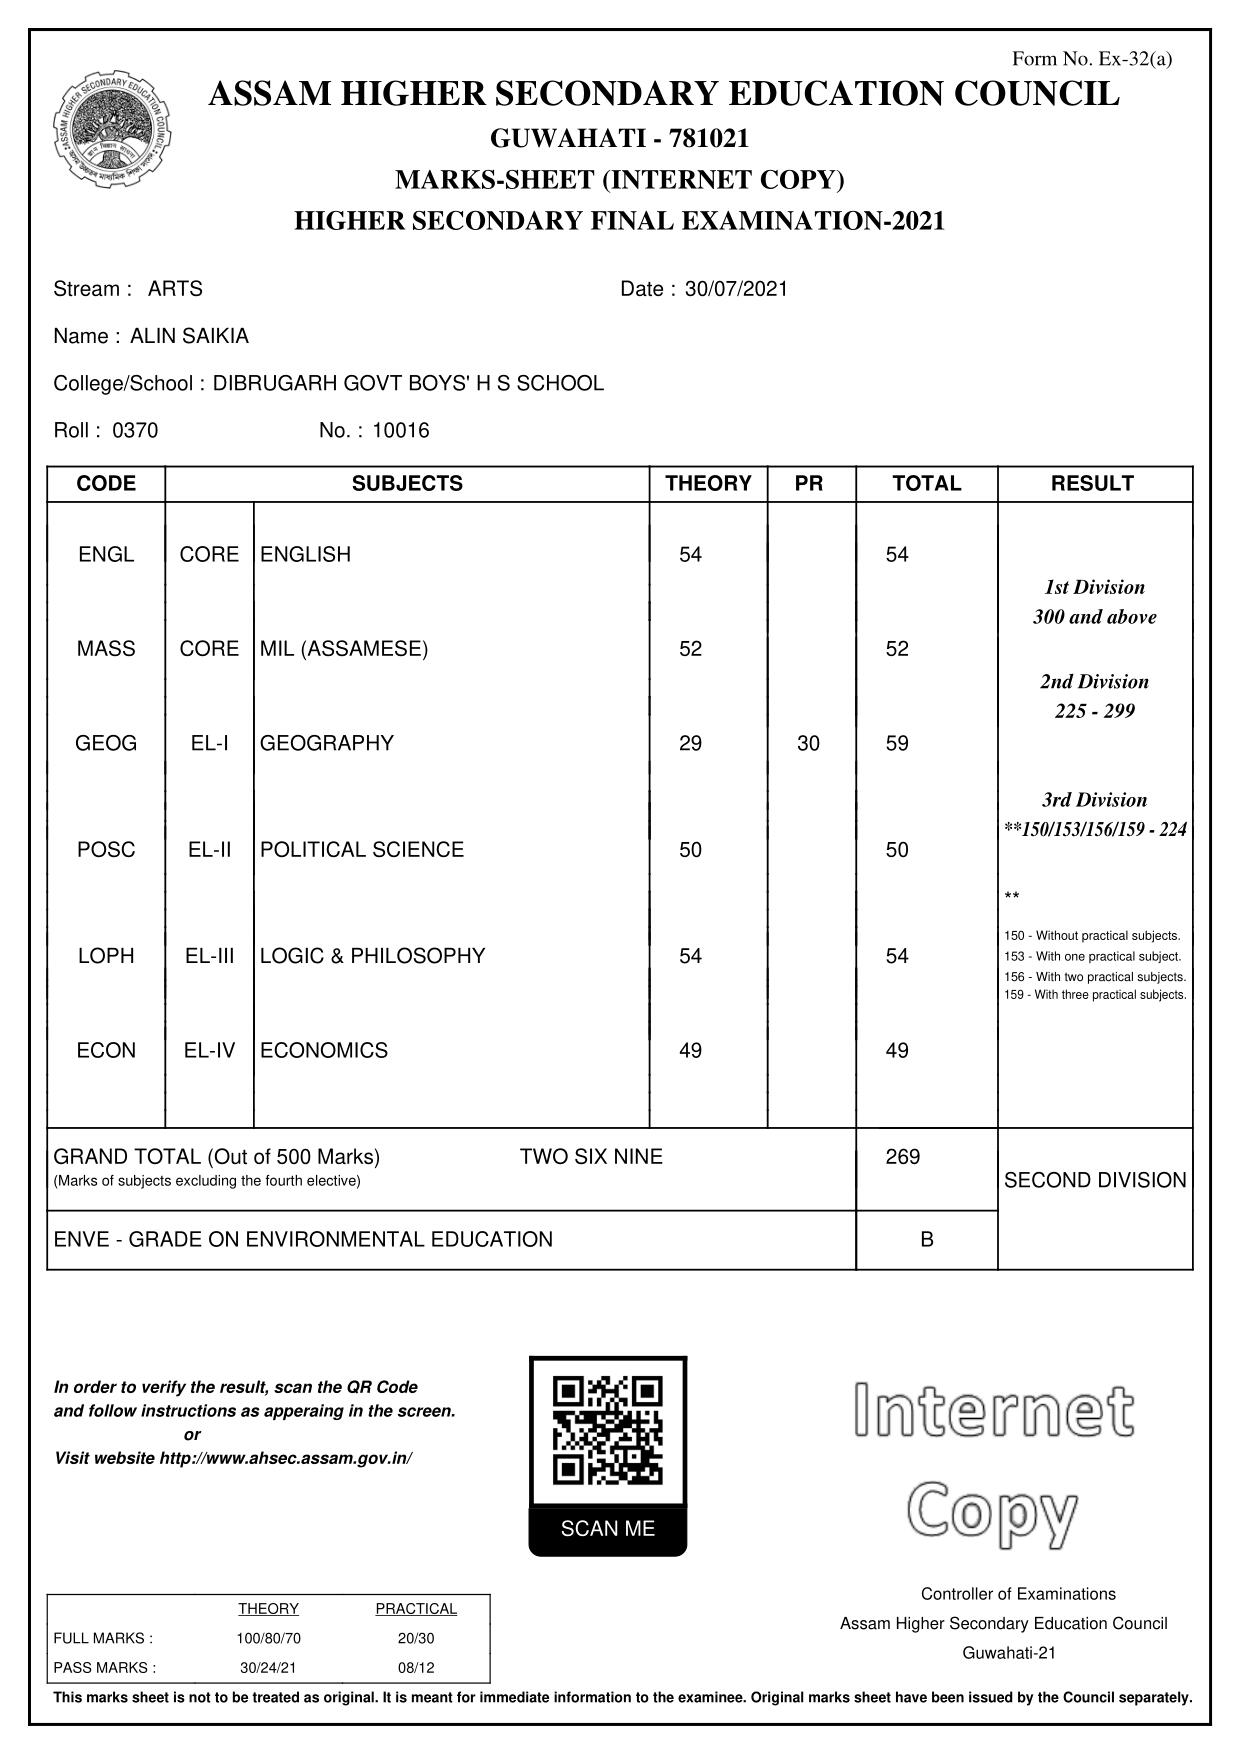 Form No. Ex-32(a)
ASSAM HIGHER SECONDARY EDUCATION COUNCIL
GUWAHATI - 781021
MARKS-SHEET (INTERNET COPY)
HIGHER SECONDARY FINAL EXAMINATION-2021
ASSAM HIGHER SECONDARY EDUCATION COUNCIL
Stream : ARTS Date : 30/07/2021
Name : ALIN SAIKIA
College/School : DIBRUGARH GOVT BOYS' H S SCHOOL
Roll : 0370 No. : 10016
CODE SUBJECTS THEORY PR TOTAL RESULT
ENGL CORE ENGLISH 54 54
1st Division
300 and above
MASS CORE MIL (ASSAMESE) 52 52
2nd Division
225 - 299
GEOG EL-I GEOGRAPHY 29 30 59
3rd Division
**150/153/156/159 - 224
POSC EL-II POLITICAL SCIENCE 50 50
**
150 - Without practical subjects.
LOPH EL-III LOGIC & PHILOSOPHY 54 54
153 - With one practical subject.
156 - With two practical subjects.
159 - With three practical subjects.
ECON EL-IV ECONOMICS 49 49
GRAND TOTAL (Out of 500 Marks) TWO SIX NINE 269
(Marks of subjects excluding the fourth elective)
SECOND DIVISION
ENVE - GRADE ON ENVIRONMENTAL EDUCATION B
In order to verify the result, scan the QR Code
and follow instructions as apperaing in the screen.
or
Visit website http://www.ahsec.assam.gov.in/
SCAN ME
Internet
Copy
Controller of Examinations
Assam Higher Secondary Education Council
Guwahati-21
THEORY PRACTICAL
FULL MARKS : 100/80/70 20/30
PASS MARKS : 30/24/21 08/12
This marks sheet is not to be treated as original. It is meant for immediate information to the examinee. Original marks sheet have been issued by the Council separately.